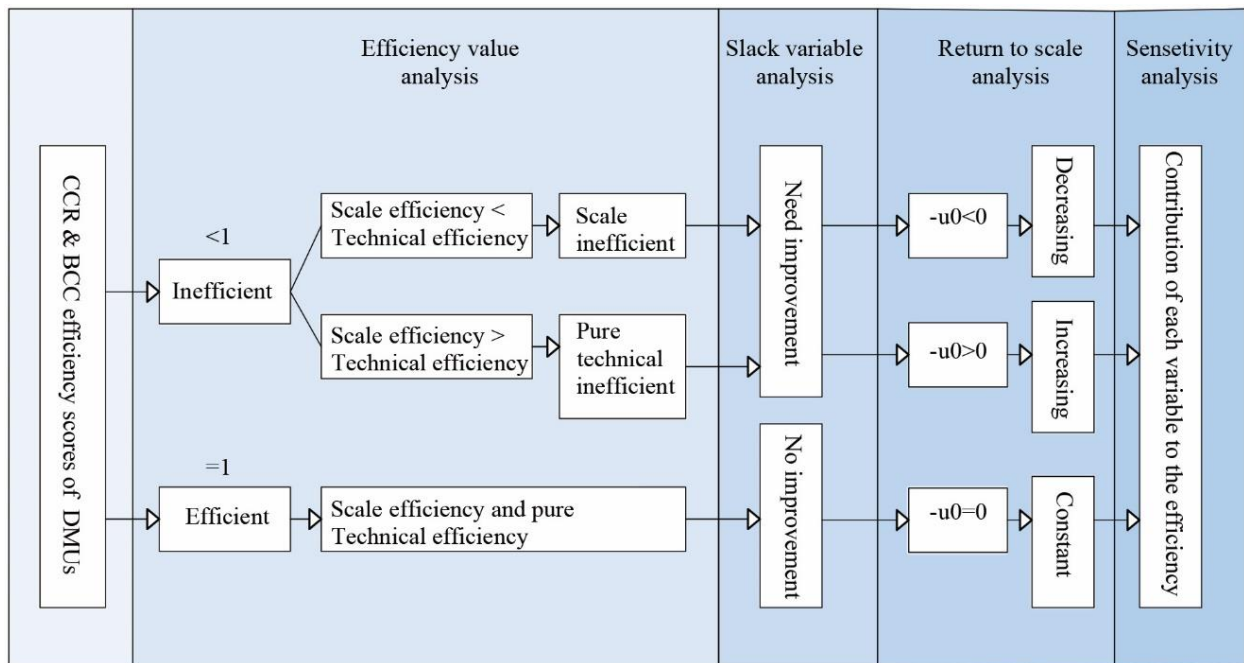 Efficiency value
analysis
Slack variable
analysis
Return to scale
analysis
Sensetivity
analysis
CCR & BCC efficiency scores of DMUs
<1
Inefficient
Scale efficiency <
Technical efficiency
Scale
inefficient
Scale efficiency >
Technical efficiency
Pure
technical
inefficient
Need improvement
-u0<0
Decreasing
-u0>0
Increasing
=1
Efficient
Scale efficiency and pure
Technical efficiency
No improvement
-u0=0
Constant
Contribution of each variable to the efficiency